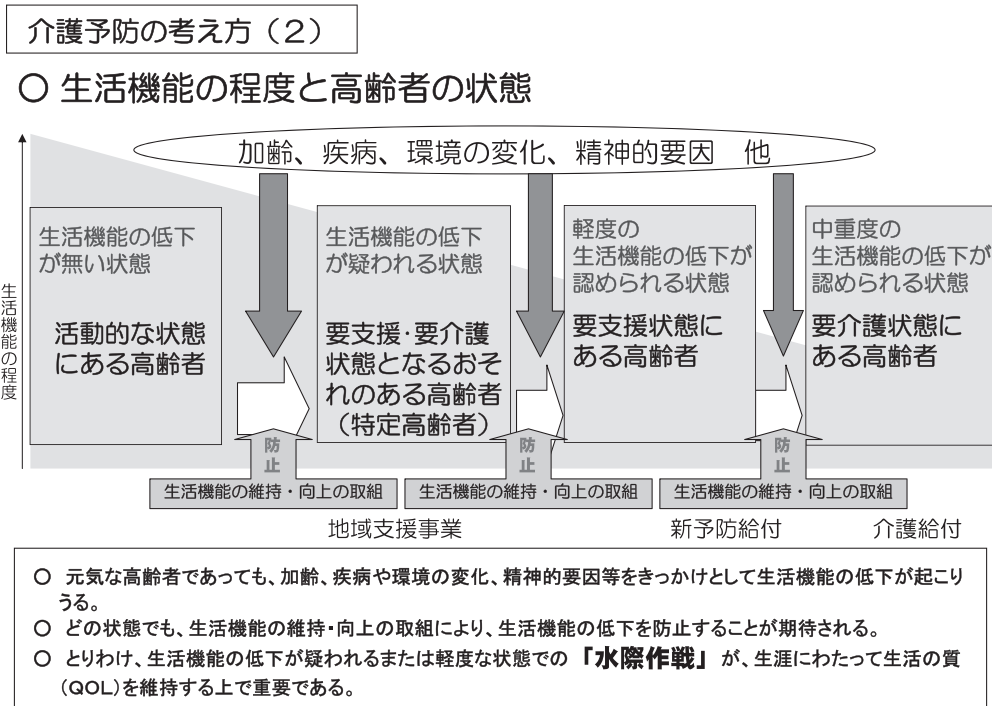 介護予防の考え方（2）
○ 生活機能の程度と高齢者の状態
加齢、疾病、環境の変化、精神的要因　他
生活機能の程度
生活機能の低下
が無い状態
活動的な状態
にある高齢者
生活機能の低下
が疑われる状態
要支援・要介護
状態となるおそ
れのある高齢者
（特定高齢者）
軽度の
生活機能の低下が
認められる状態
要支援状態に
ある高齢者
中重度の
生活機能の低下が
認められる状態
要介護状態に
ある高齢者
防
止
防
止
防
止
生活機能の維持・向上の取組
生活機能の維持・向上の取組
生活機能の維持・向上の取組
地域支援事業
新予防給付
介護給付
○ 元気な高齢者であっても、加齢、疾病や環境の変化、精神的要因等をきっかけとして生活機能の低下が起こり
うる。
○ どの状態でも、生活機能の維持・向上の取組により、生活機能の低下を防止することが期待される。
○ とりわけ、生活機能の低下が疑われるまたは軽度な状態での「水際作戦」が、生涯にわたって生活の質
（QOL）を維持する上で重要である。